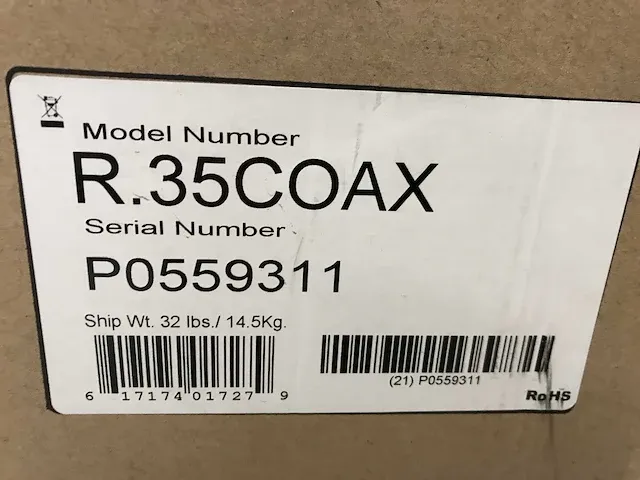 Model Number
R.35COAX
Serial Number
P0559311
Ship Wt. 32 lbs./ 14.5Kg.
6 17174 01727 9
(21) P0559311
RoHS